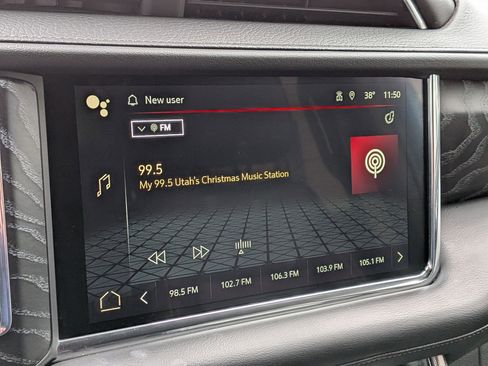 New user
38°
11:50
FM
99.5
My 99.5 Utah's Christmas Music Station
98.5 FM
102.7 FM
106.3 FM
103.9 FM
105.1 FM